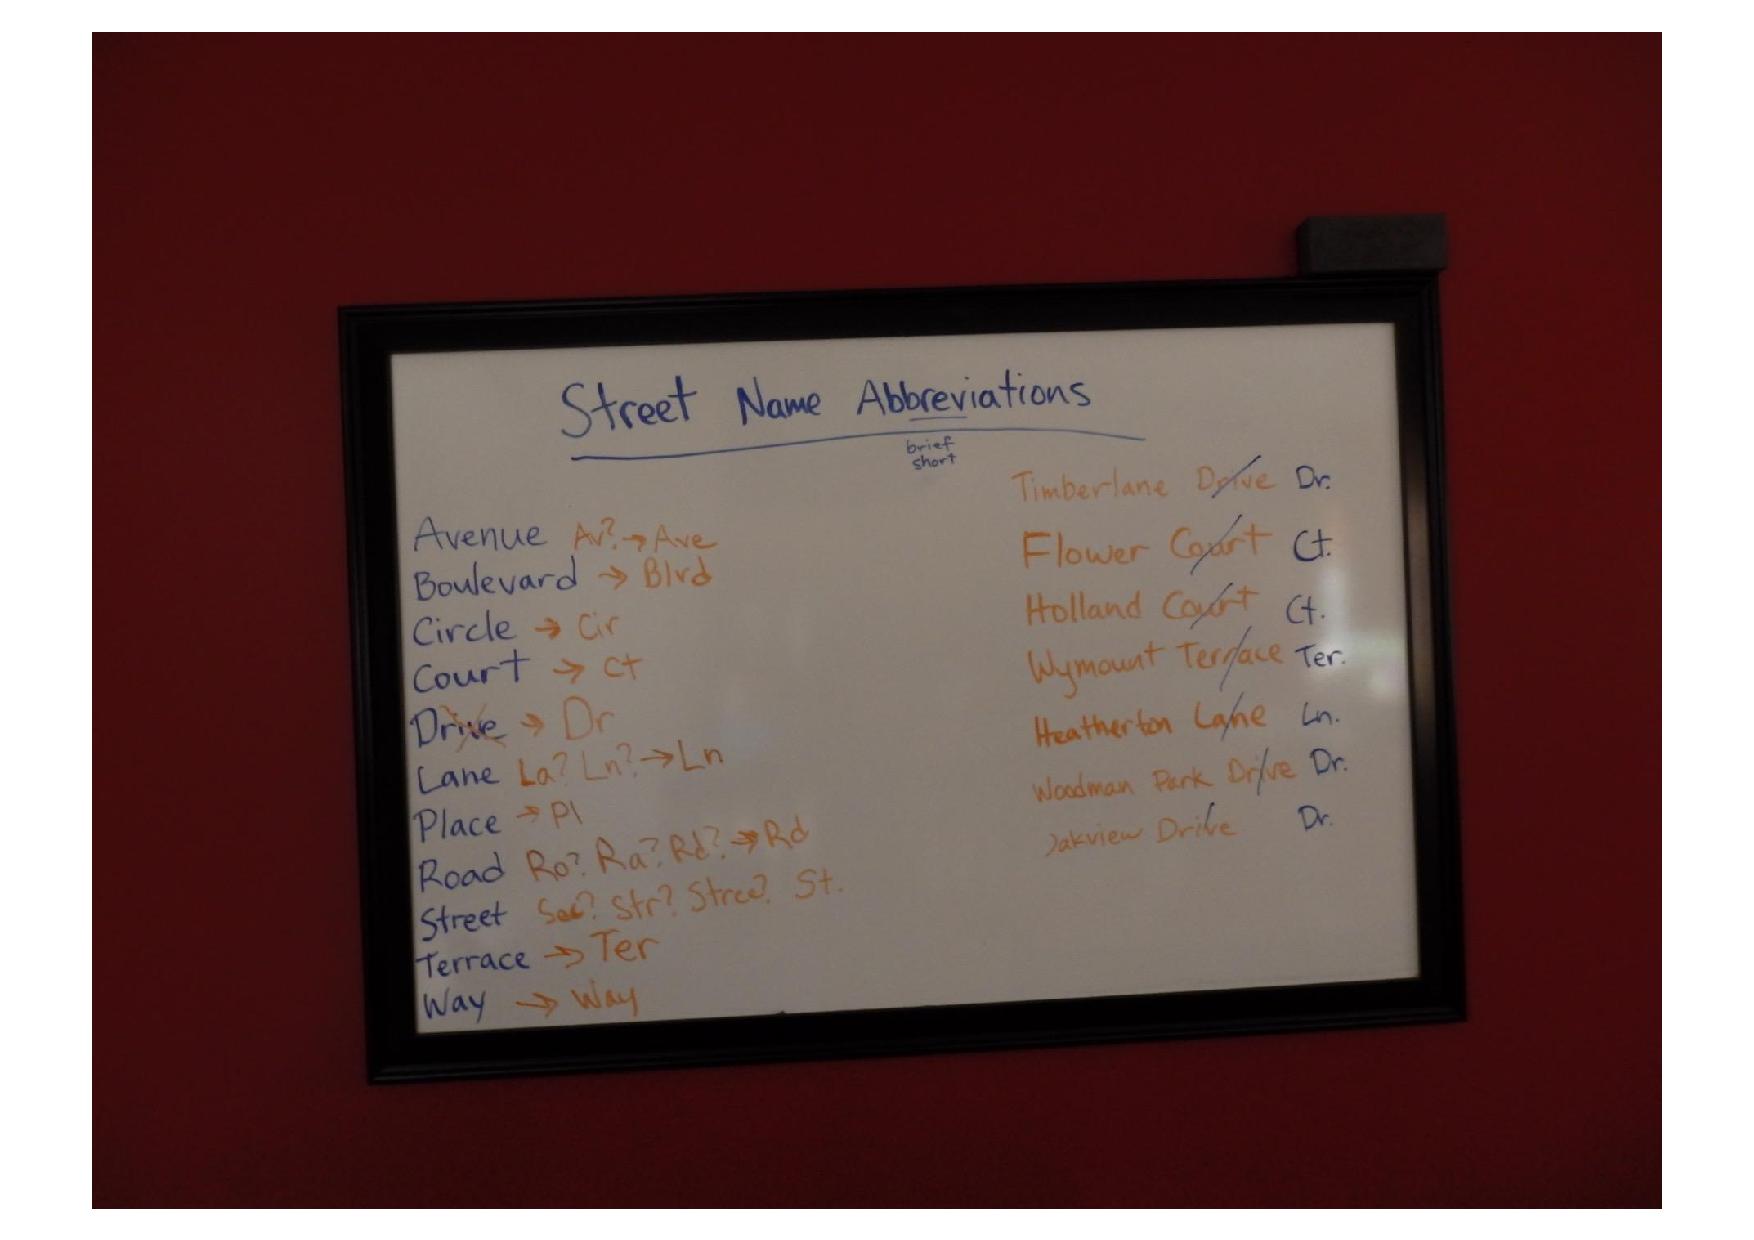 Street Name Abbreviations
brief
short
Avenue Av? → Ave
Boulevard → Blvd
Circle → Cir
Court → Ct
Drive → Dr
Lane La? Ln? → Ln
Place → Pl
Road Ro? Ra? Rd? → Rd
Street Str? Stree? St.
Terrace → Ter
Way → Way
Timberlane Drive Dr.
Flower Court Ct.
Holland Court Ct.
Wymount Terrace Ter.
Heatherton Lane Ln.
Woodman Park Drive Dr.
Oakview Drive Dr.